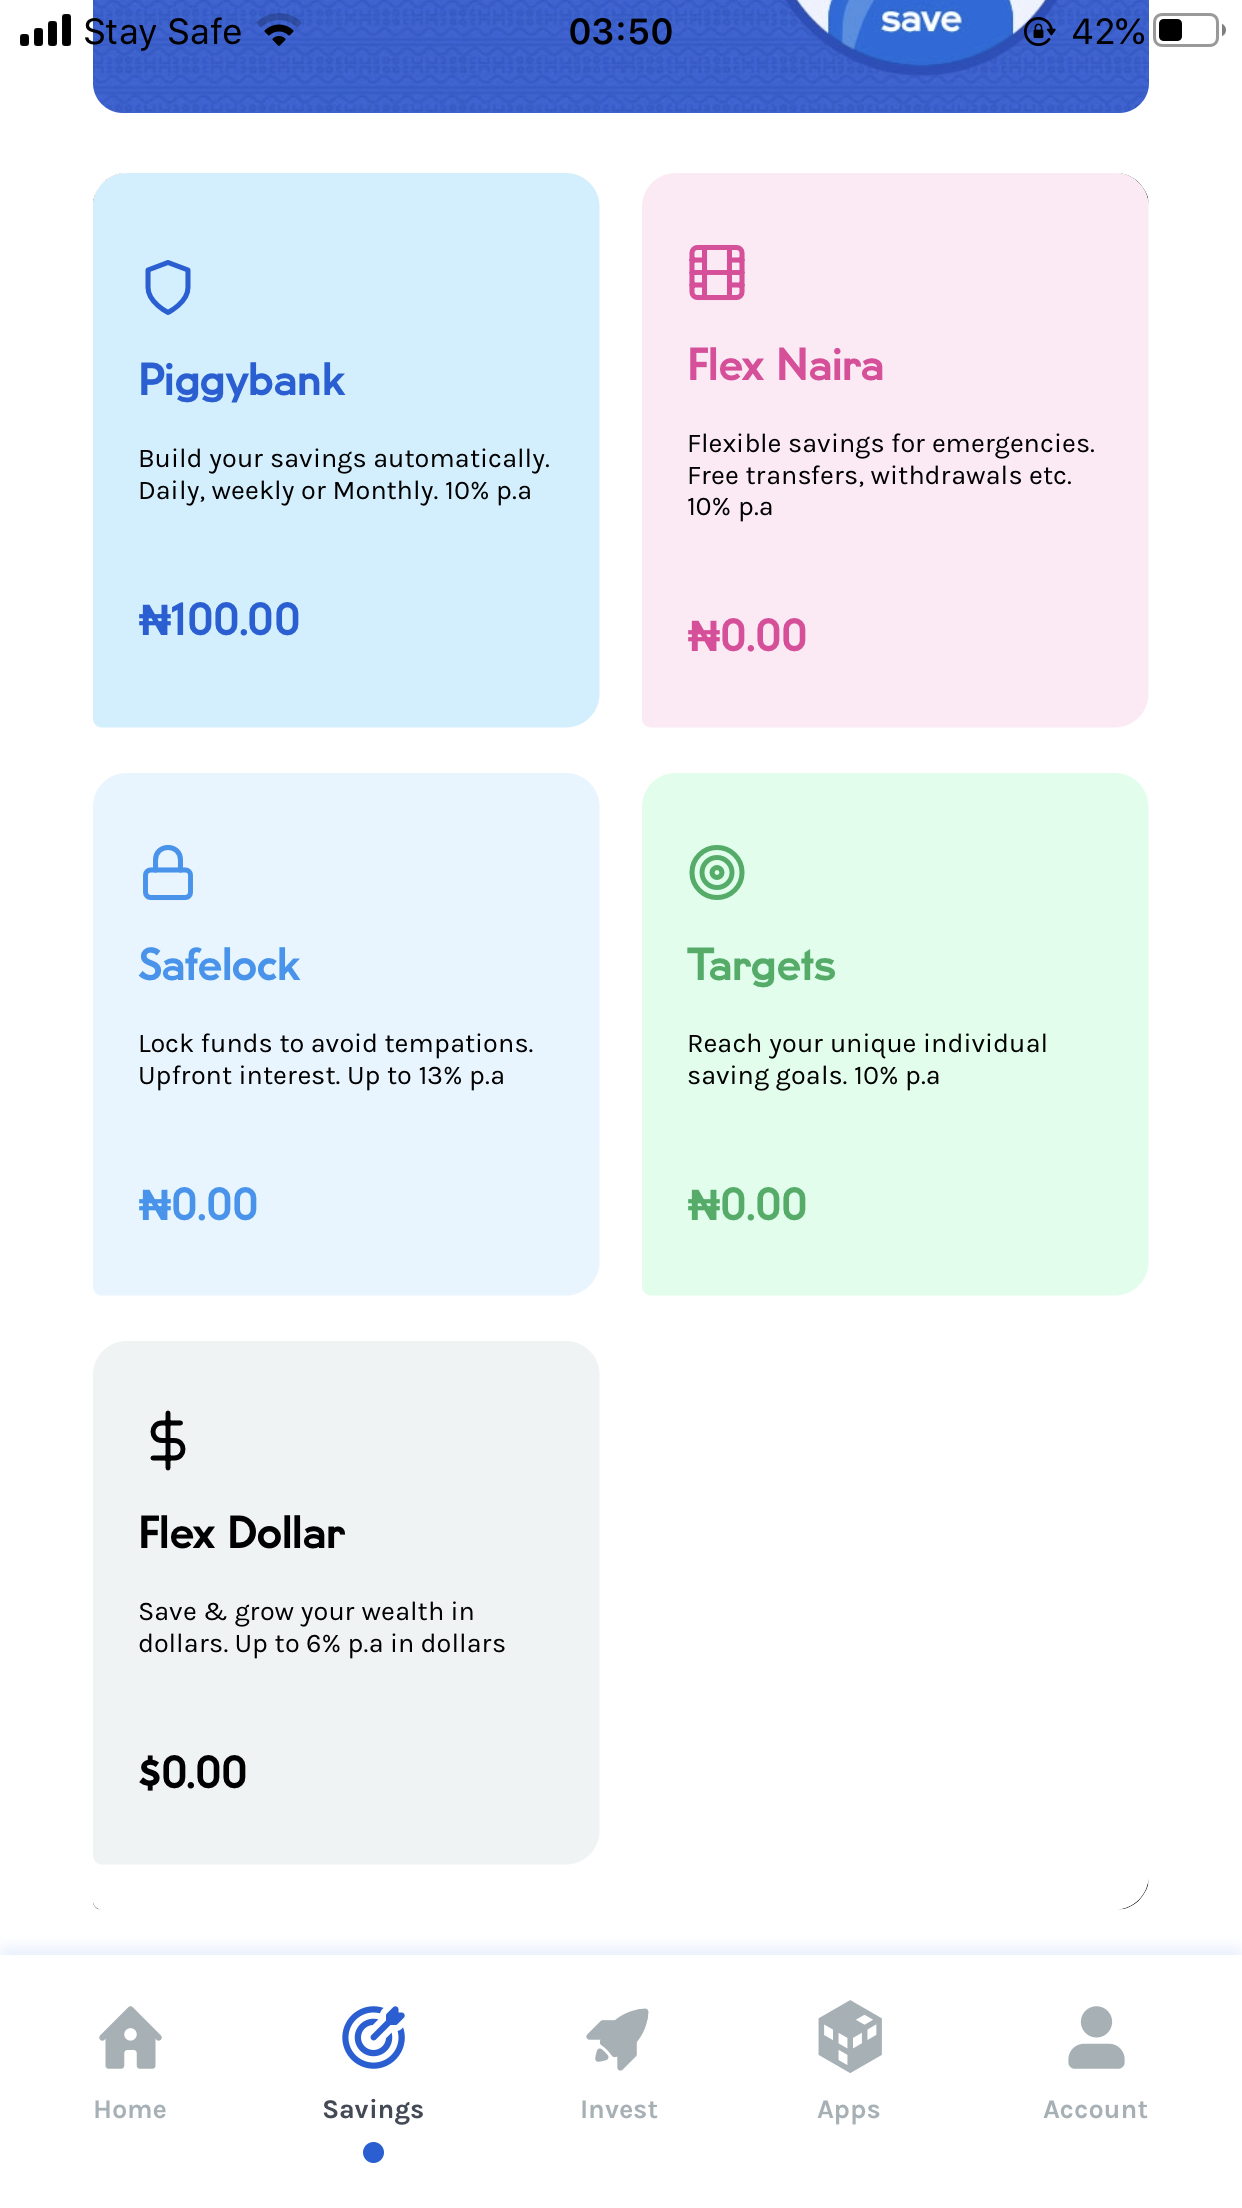 Stay Safe 03:50 42%
save
Piggybank
Build your savings automatically.
Daily, weekly or Monthly. 10% p.a
₦100.00
Flex Naira
Flexible savings for emergencies.
Free transfers, withdrawals etc.
10% p.a
₦0.00
Safelock
Lock funds to avoid tempations.
Upfront interest. Up to 13% p.a
₦0.00
Targets
Reach your unique individual
saving goals. 10% p.a
₦0.00
Flex Dollar
Save & grow your wealth in
dollars. Up to 6% p.a in dollars
$0.00
Home Savings Invest Apps Account